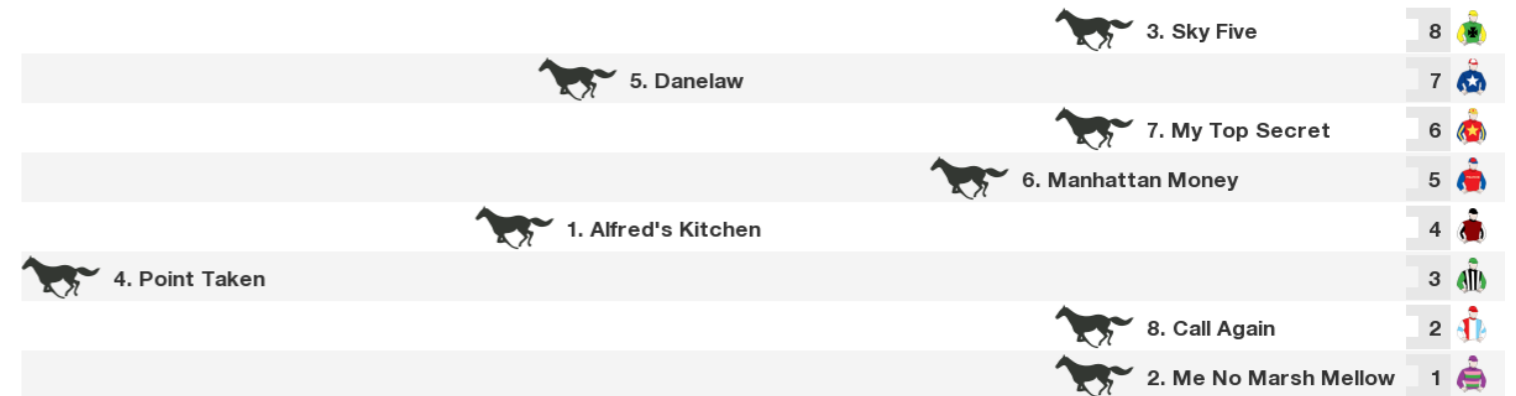 3. Sky Five 8
5. Danelaw 7
7. My Top Secret 6
6. Manhattan Money 5
1. Alfred's Kitchen 4
4. Point Taken 3
8. Call Again 2
2. Me No Marsh Mellow 1